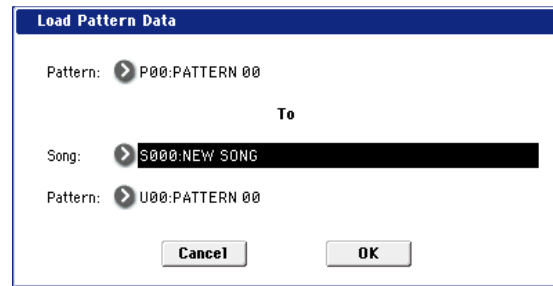 Load Pattern Data
Pattern: P00:PATTERN 00
To
Song: S000:NEW SONG
Pattern: U00:PATTERN 00
Cancel OK